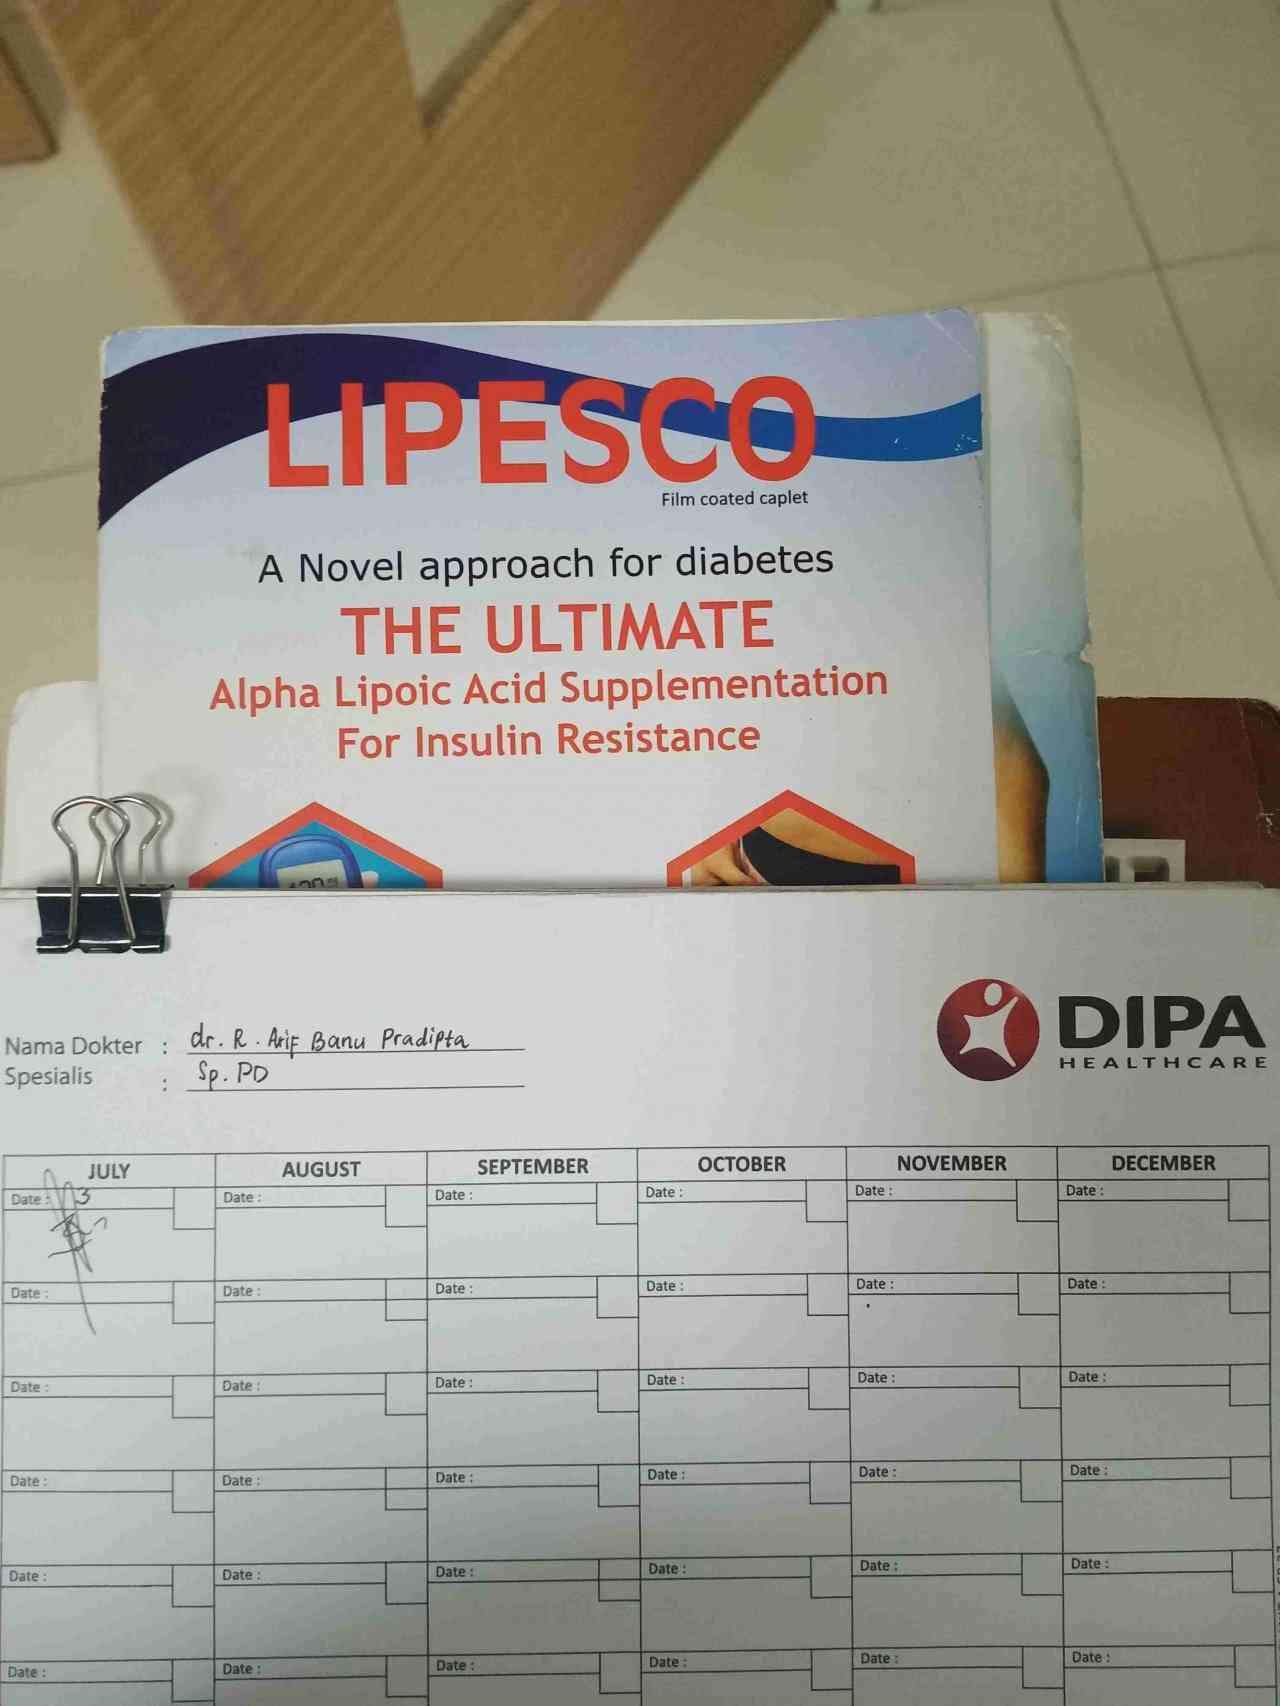 LIPESCO
Film coated caplet
A Novel approach for diabetes
THE ULTIMATE
Alpha Lipoic Acid Supplementation
For Insulin Resistance
DIPA
HEALTHCARE
Nama Dokter : dr. R. Arif Banu Pradipta
Spesialis : Sp. PD
JULY AUGUST SEPTEMBER OCTOBER NOVEMBER DECEMBER
Date : 3 Date : Date : Date : Date : Date :
Date : Date : Date : Date : Date : Date :
Date : Date : Date : Date : Date : Date :
Date : Date : Date : Date : Date : Date :
Date : Date : Date : Date : Date : Date :
Date : Date : Date : Date : Date : Date :